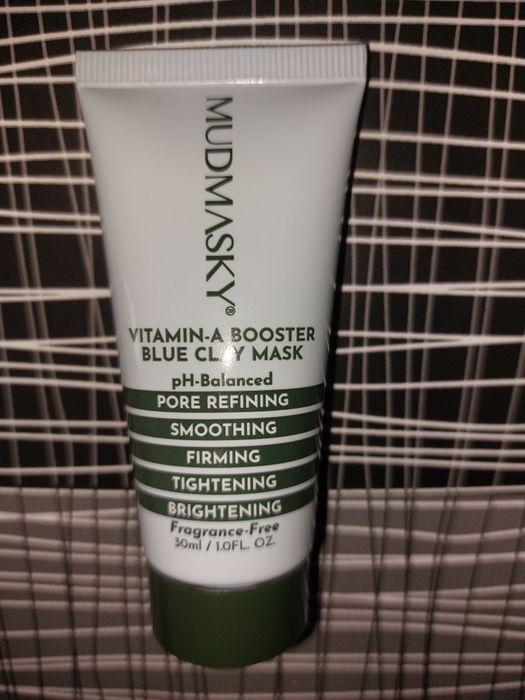 MUDMASKY®
VITAMIN-A BOOSTER
BLUE CLAY MASK
pH-Balanced
PORE REFINING
SMOOTHING
FIRMING
TIGHTENING
BRIGHTENING
Fragrance-Free
30ml / 1.0FL. OZ.